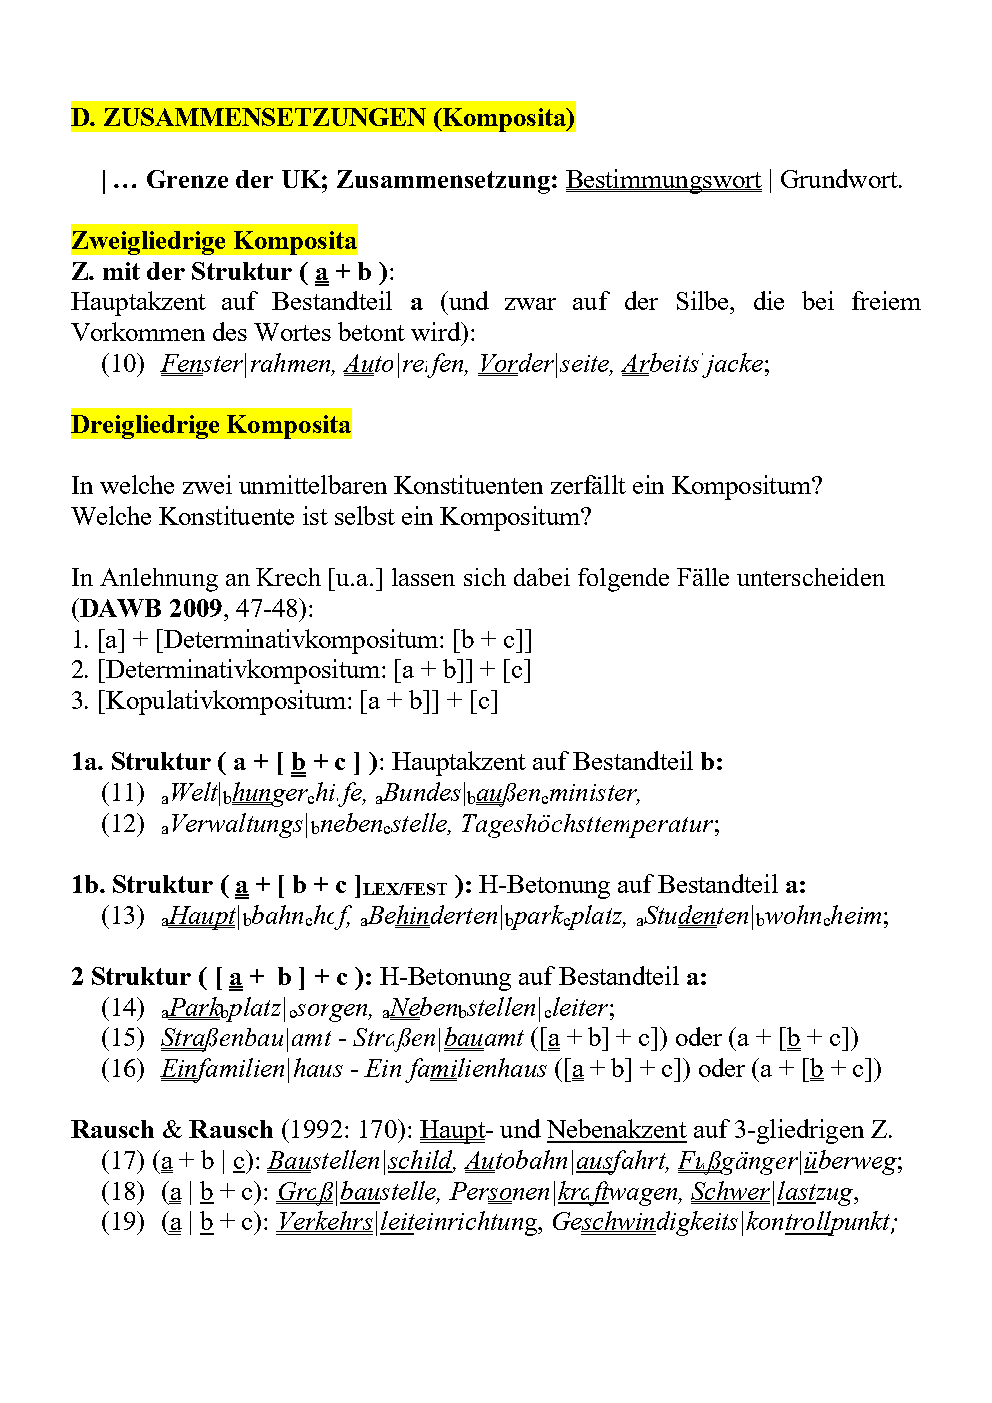 D. ZUSAMMENSETZUNGEN (Komposita)
| … Grenze der UK; Zusammensetzung: Bestimmungswort | Grundwort.
Zweigliedrige Komposita
Z. mit der Struktur ( a + b ):
Hauptakzent auf Bestandteil a (und zwar auf der Silbe, die bei freiem
Vorkommen des Wortes betont wird):
(10) Fenster|rahmen, Auto|reifen, Vorder|seite, Arbeits|jacke;
Dreigliedrige Komposita
In welche zwei unmittelbaren Konstituenten zerfällt ein Kompositum?
Welche Konstituente ist selbst ein Kompositum?
In Anlehnung an Krech [u.a.] lassen sich dabei folgende Fälle unterscheiden
(DAWB 2009, 47-48):
1. [a] + [Determinativkompositum: [b + c]]
2. [Determinativkompositum: [a + b]] + [c]
3. [Kopulativkompositum: [a + b]] + [c]
1a. Struktur ( a + [ b + c ] ): Hauptakzent auf Bestandteil b:
(11) aWelt|bhungerchilfe, aBundes|baußencminister,
(12) aVerwaltungs|bnebencstelle, Tageshöchsttemperatur;
1b. Struktur ( a + [ b + c ]LEX/FEST ): H-Betonung auf Bestandteil a:
(13) aHaupt|bbahnchof, aBehinderten|bparkcplatz, aStudenten|bwohncheim;
2 Struktur ( [ a + b ] + c ): H-Betonung auf Bestandteil a:
(14) aParkbplatz|csorgen, aNebenbstellen|cleiter;
(15) Straßenbau|amt - Straßen|bauamt ([a + b] + c]) oder (a + [b + c])
(16) Einfamilien|haus - Ein|familienhaus ([a + b] + c]) oder (a + [b + c])
Rausch & Rausch (1992: 170): Haupt- und Nebenakzent auf 3-gliedrigen Z.
(17) (a + b | c): Baustellen|schild, Autobahn|ausfahrt, Fußgänger|überweg;
(18) (a | b + c): Groß|baustelle, Personen|kraftwagen, Schwer|lastzug,
(19) (a | b + c): Verkehrs|leiteinrichtung, Geschwindigkeits|kontrollpunkt;